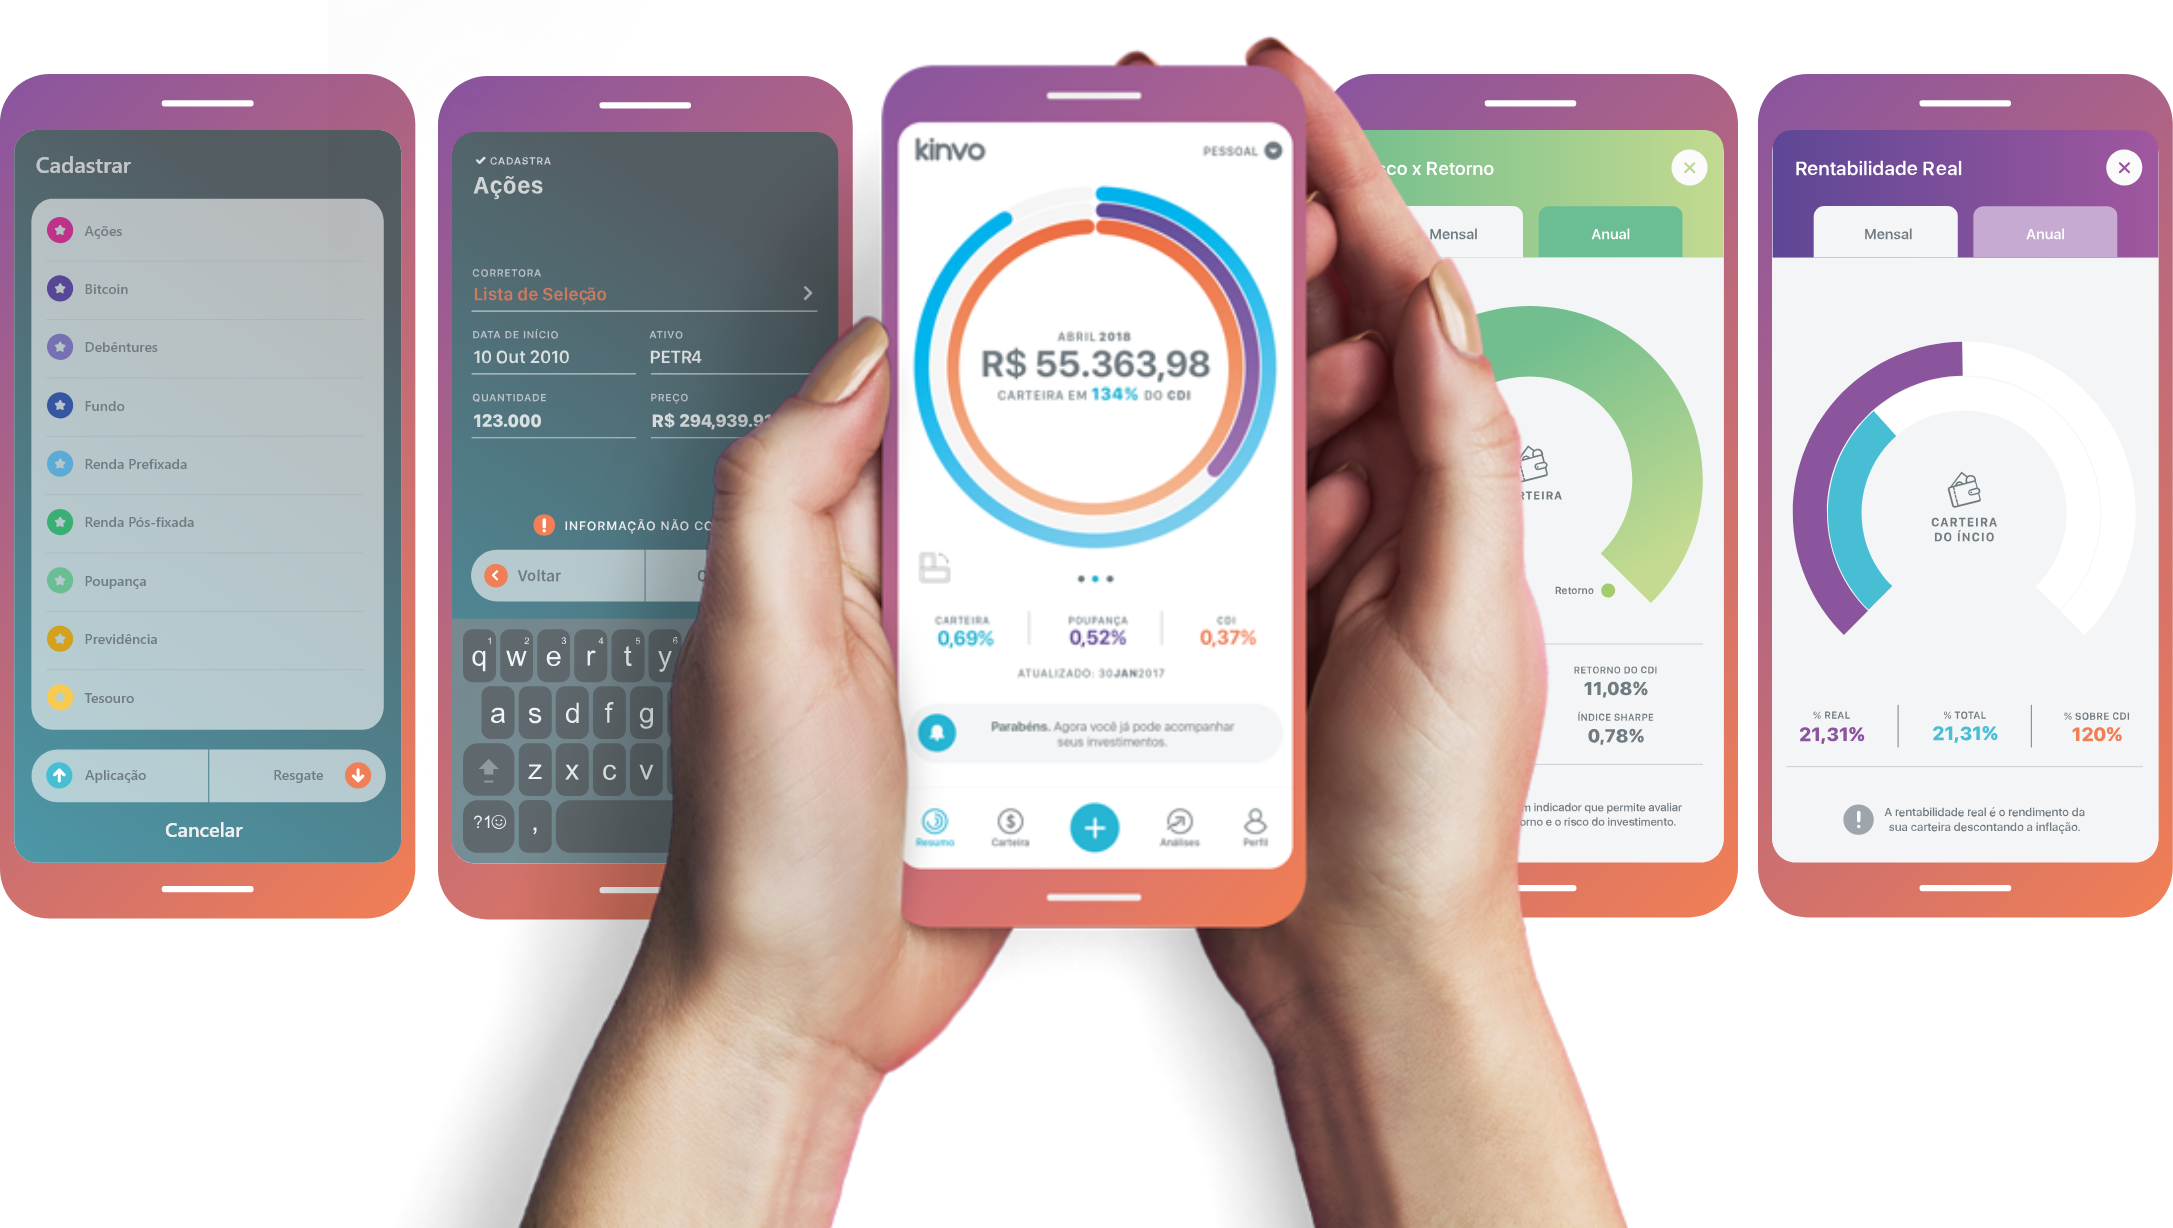 Cadastrar
Ações
Bitcoin
Debêntures
Fundo
Renda Prefixada
Renda Pós-fixada
Poupança
Previdência
Tesouro
Aplicação
Resgate
Cancelar
CADASTRA
Ações
CORRETORA
Lista de Seleção
DATA DE INÍCIO
ATIVO
10 Out 2010
PETR4
QUANTIDADE
PREÇO
123.000
R$ 294,939.9
INFORMAÇÃO NÃO CO
Voltar
1 2 3 4 5 6
q w e r t y
a s d f g
z x c v
?1☺ ,
kinvo
PESSOAL
ABRIL 2018
R$ 55.363,98
CARTEIRA EM 134% DO CDI
CARTEIRA
POUPANÇA
CDI
0,69%
0,52%
0,37%
ATUALIZADO: 30JAN2017
Parabéns. Agora você já pode acompanhar
seus investimentos.
Resumo
Carteira
Análises
Perfil
co x Retorno
Mensal
Anual
RTEIRA
Retorno
RETORNO DO CDI
11,08%
ÍNDICE SHARPE
0,78%
m indicador que permite avaliar
orno e o risco do investimento.
Rentabilidade Real
Mensal
Anual
CARTEIRA
DO ÍNCIO
% REAL
% TOTAL
% SOBRE CDI
21,31%
21,31%
120%
A rentabilidade real é o rendimento da
sua carteira descontando a inflação.